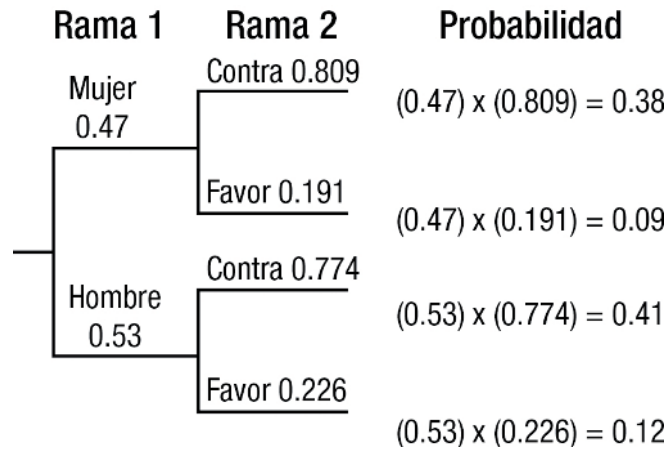 Rama 1 Rama 2 Probabilidad
Mujer
0.47
Contra 0.809
(0.47) x (0.809) = 0.38
Favor 0.191
(0.47) x (0.191) = 0.09
Hombre
0.53
Contra 0.774
(0.53) x (0.774) = 0.41
Favor 0.226
(0.53) x (0.226) = 0.12